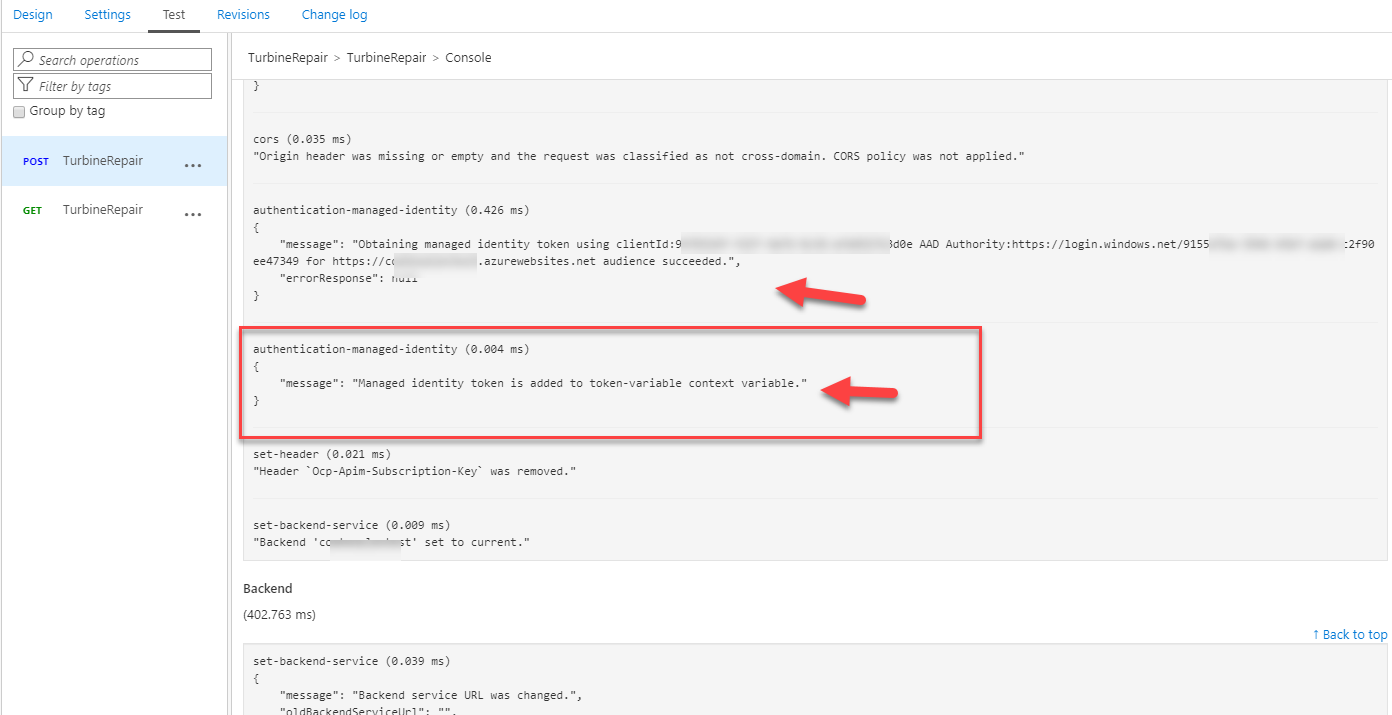 Design Settings Test Revisions Change log
Search operations
Filter by tags
Group by tag
POST TurbineRepair ...
GET TurbineRepair ...
TurbineRepair > TurbineRepair > Console
}
cors (0.035 ms)
"Origin header was missing or empty and the request was classified as not cross-domain. CORS policy was not applied."
authentication-managed-identity (0.426 ms)
{
"message": "Obtaining managed identity token using clientId:9 3d0e AAD Authority:https://login.windows.net/9155 c2f90
ee47349 for https://co .azurewebsites.net audience succeeded.",
"errorResponse": null
}
authentication-managed-identity (0.004 ms)
{
"message": "Managed identity token is added to token-variable context variable."
}
set-header (0.021 ms)
"Header `Ocp-Apim-Subscription-Key` was removed."
set-backend-service (0.009 ms)
"Backend 'co st' set to current."
Backend
(402.763 ms)
↑ Back to top
set-backend-service (0.039 ms)
{
"message": "Backend service URL was changed.",
"oldBackendServiceUrl": "",